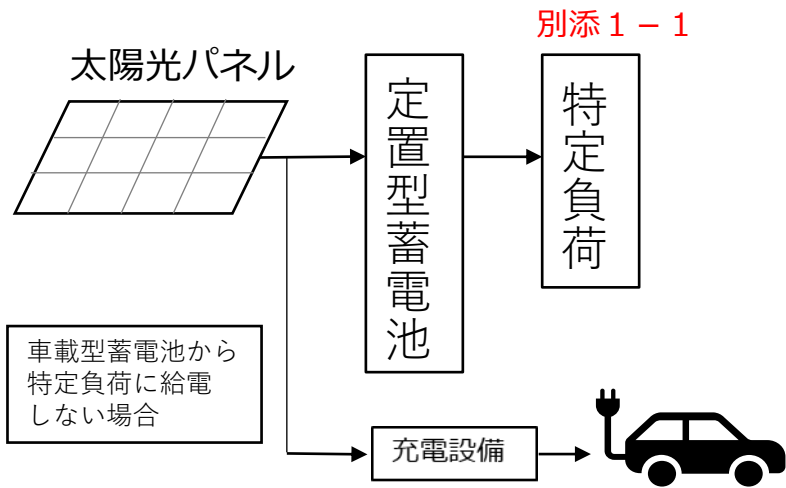 別添１－１
太陽光パネル
定置型蓄電池
特定負荷
車載型蓄電池から
特定負荷に給電
しない場合
充電設備